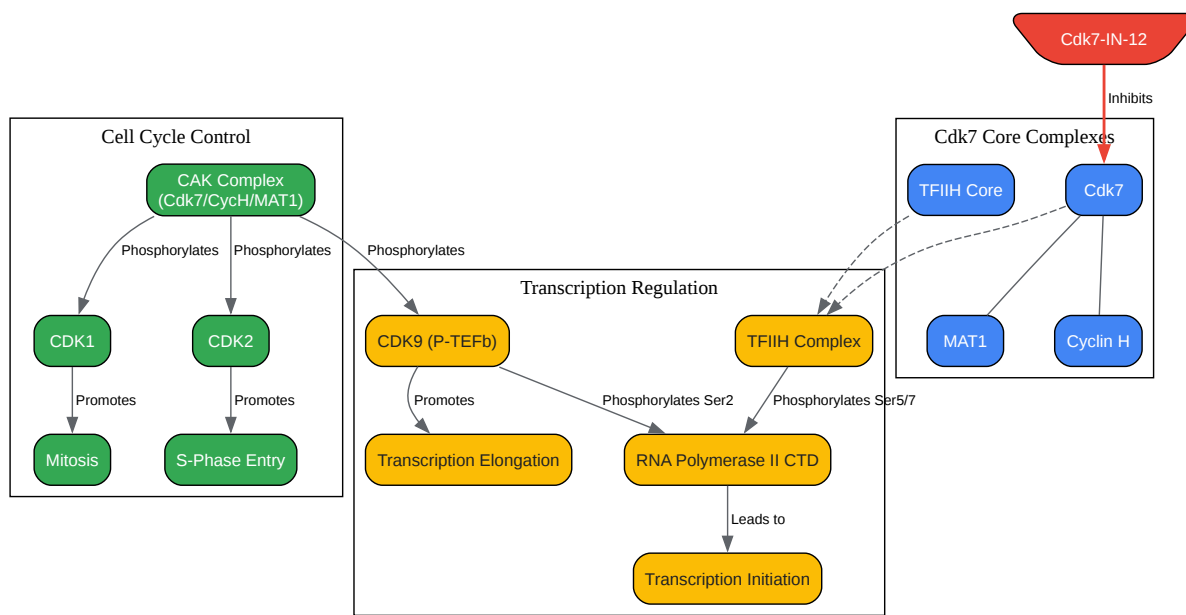 Cdk7-IN-12
Inhibits
Cell Cycle Control
Cdk7 Core Complexes
CAK Complex
(Cdk7/CycH/MAT1)
TFIIH Core
Cdk7
Phosphorylates
Phosphorylates
Phosphorylates
Transcription Regulation
CDK1
CDK2
CDK9 (P-TEFb)
TFIIH Complex
MAT1
Cyclin H
Promotes
Promotes
Promotes
Phosphorylates Ser2
Phosphorylates Ser5/7
Mitosis
S-Phase Entry
Transcription Elongation
RNA Polymerase II CTD
Leads to
Transcription Initiation